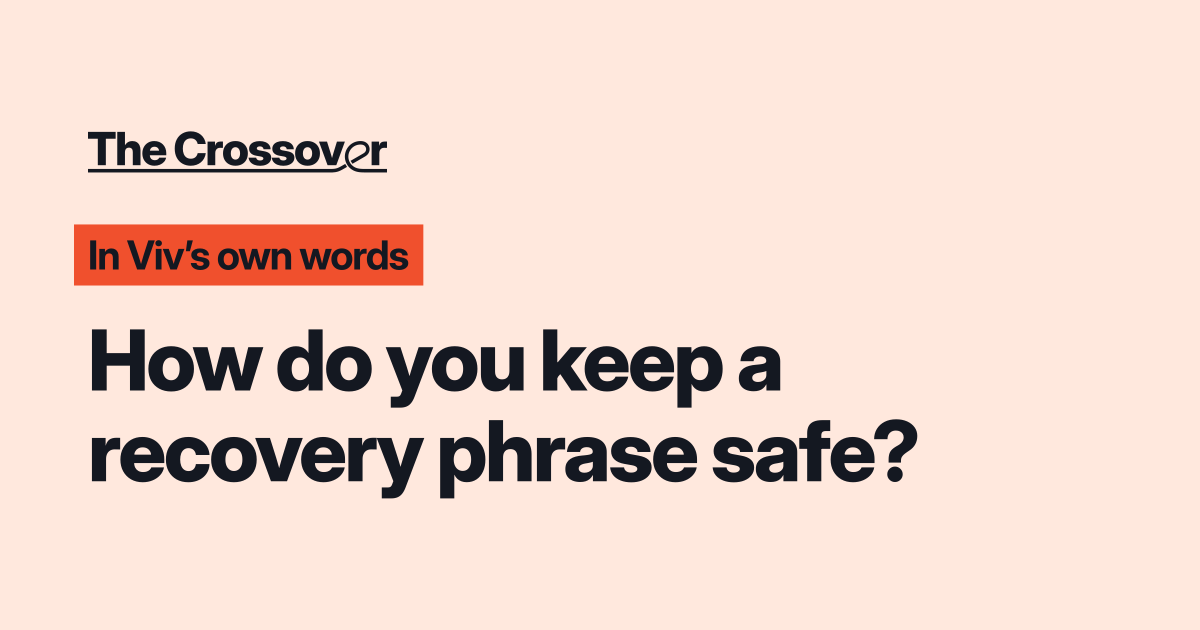 The Crossover
In Viv’s own words
How do you keep a
recovery phrase safe?